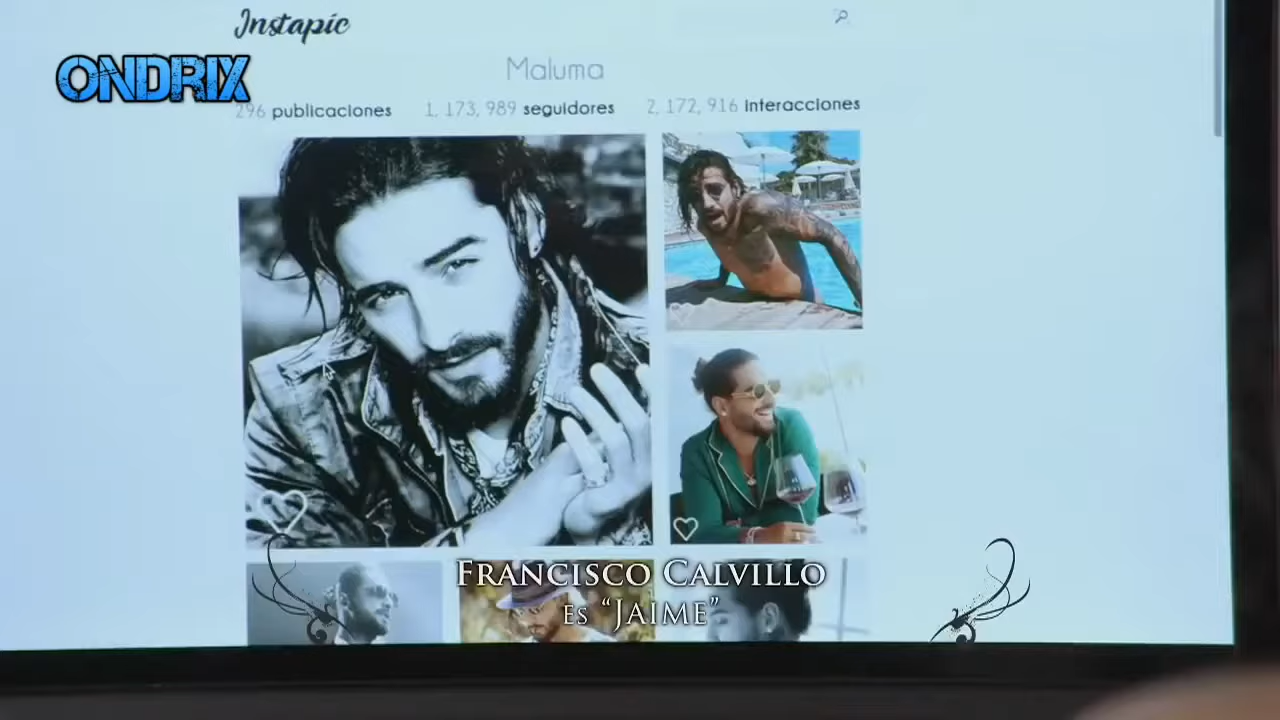 Instapic
ONDRIX
Maluma
296 publicaciones 1, 173, 989 seguidores 2, 172, 916 interacciones
FRANCISCO CALVILLO
ES “JAIME”